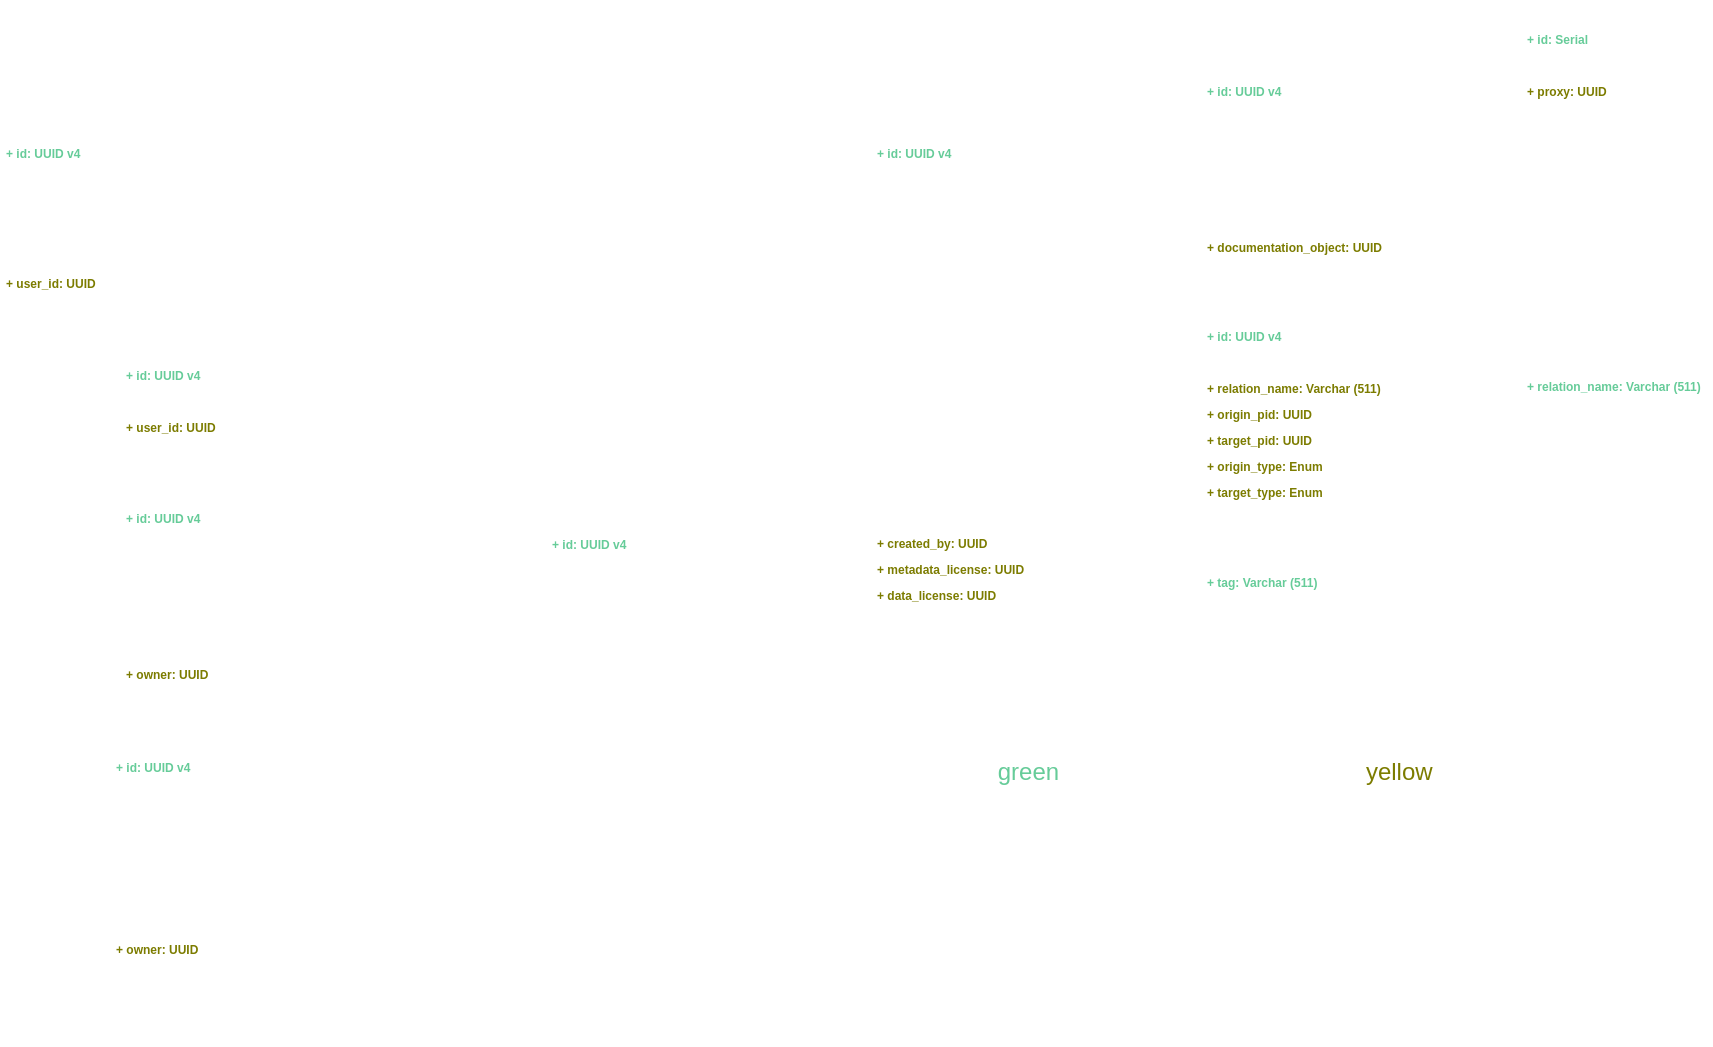 + id: Serial
+ id: UUID v4
+ proxy: UUID
+ id: UUID v4
+ id: UUID v4
+ documentation_object: UUID
+ user_id: UUID
+ id: UUID v4
+ id: UUID v4
+ relation_name: Varchar (511)
+ relation_name: Varchar (511)
+ origin_pid: UUID
+ user_id: UUID
+ target_pid: UUID
+ origin_type: Enum
+ target_type: Enum
+ id: UUID v4
+ id: UUID v4
+ created_by: UUID
+ metadata_license: UUID
+ tag: Varchar (511)
+ data_license: UUID
+ owner: UUID
+ id: UUID v4
green
yellow
+ owner: UUID